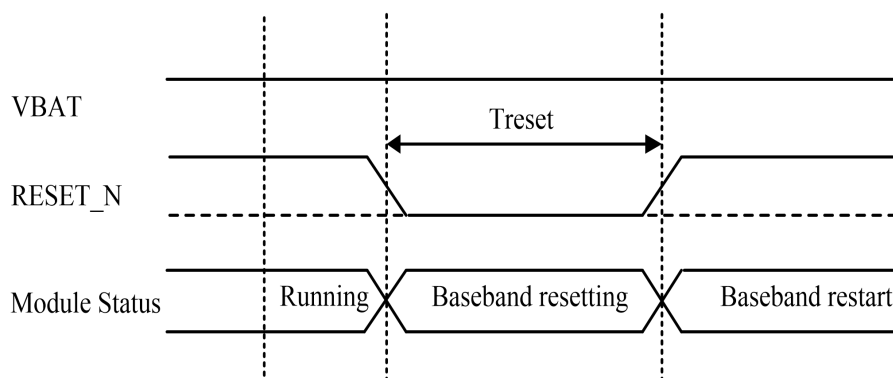 VBAT
Treset
RESET_N
Module Status
Running
Baseband resetting
Baseband restart